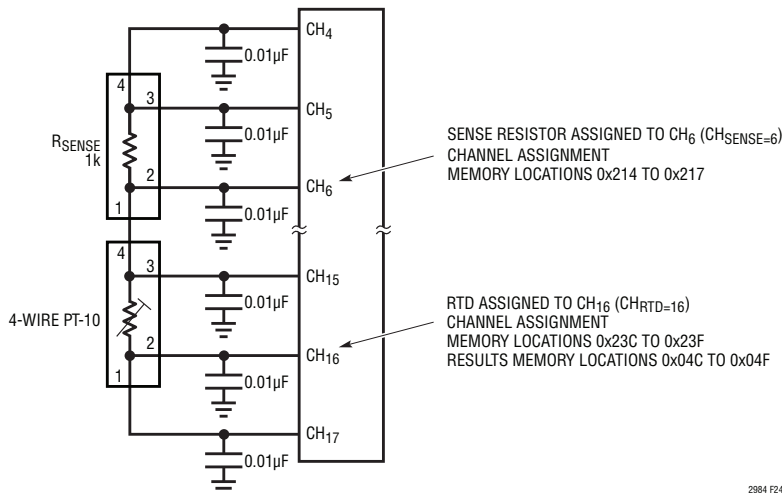 CH4
0.01µF
4
3
CH5
0.01µF
RSENSE
1k
2
CH6
1
0.01µF
SENSE RESISTOR ASSIGNED TO CH6 (CHSENSE=6)
CHANNEL ASSIGNMENT
MEMORY LOCATIONS 0x214 TO 0x217
4
3
CH15
0.01µF
4-WIRE PT-10
2
CH16
1
0.01µF
RTD ASSIGNED TO CH16 (CHRTD=16)
CHANNEL ASSIGNMENT
MEMORY LOCATIONS 0x23C TO 0x23F
RESULTS MEMORY LOCATIONS 0x04C TO 0x04F
CH17
0.01µF
2984 F24